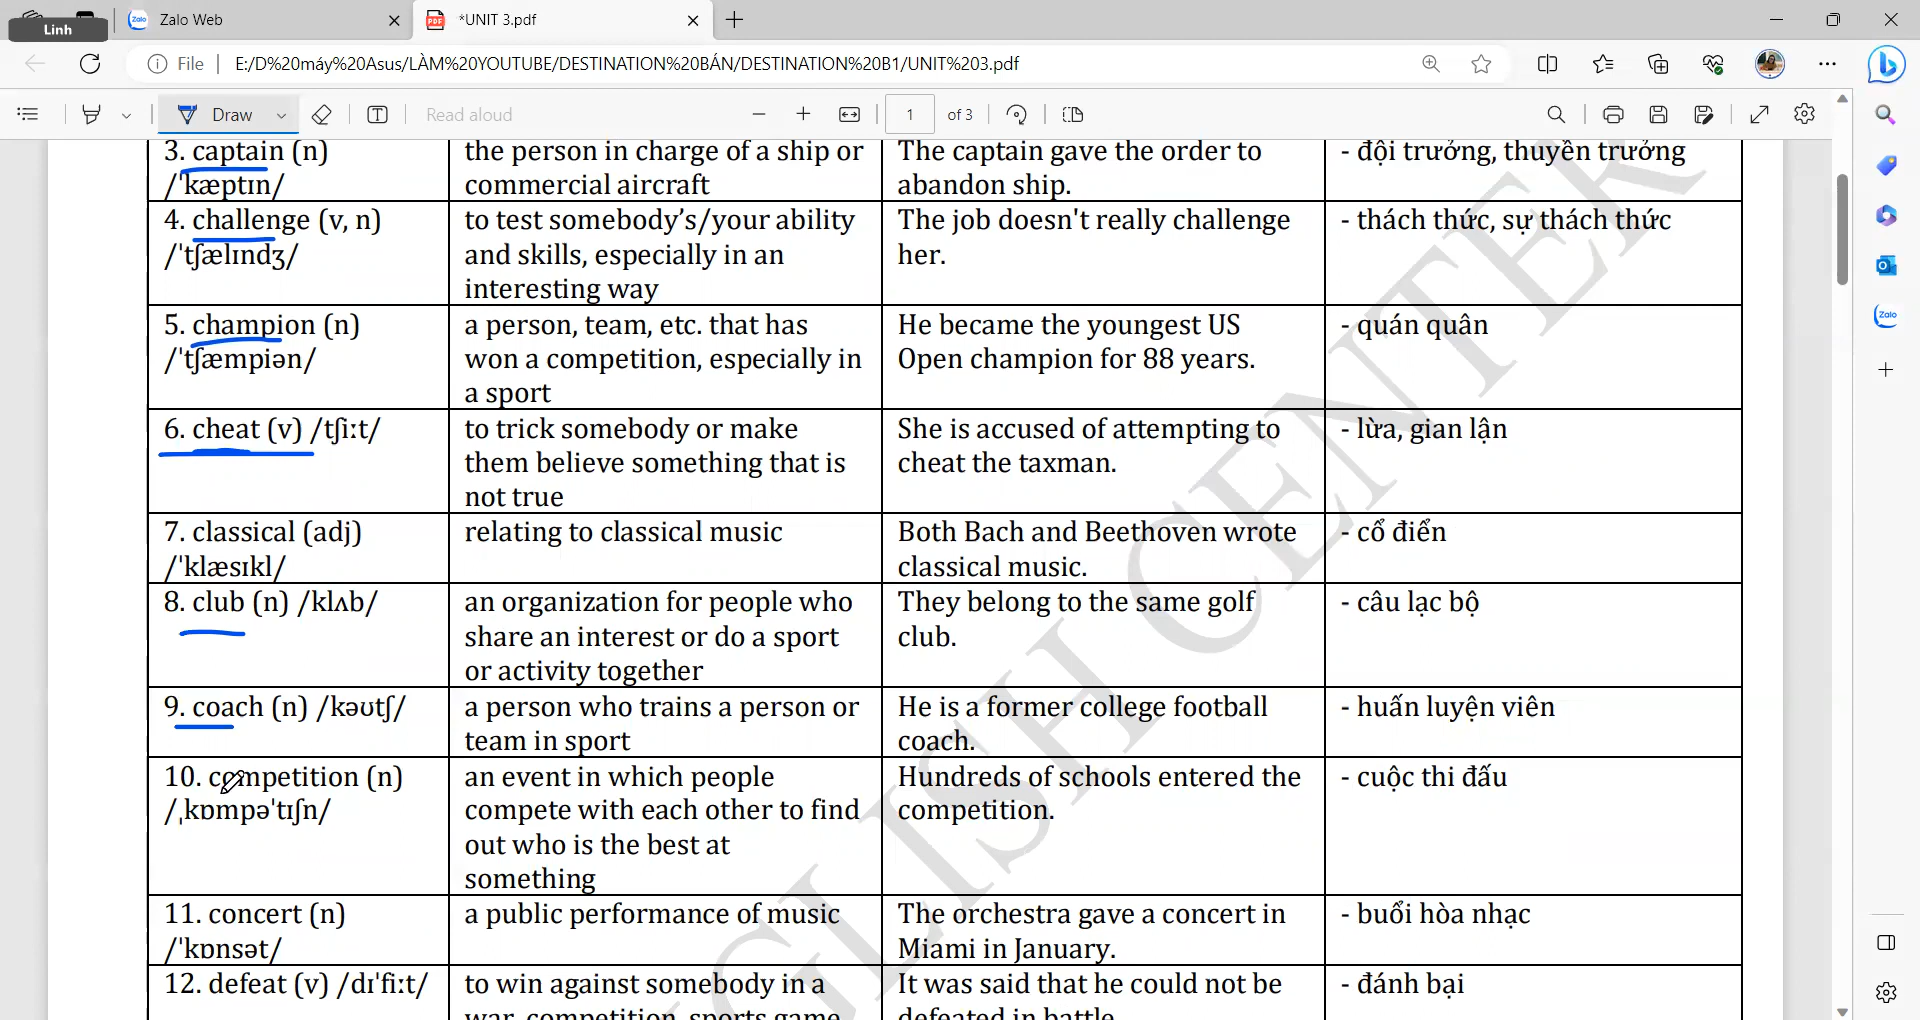 Linh
Zalo Web
*UNIT 3.pdf
File
E:/D%20máy%20Asus/LÀM%20YOUTUBE/DESTINATION%20BÁN/DESTINATION%20B1/UNIT%203.pdf
Draw
Read aloud
1 of 3
3. captain (n)
/ˈkæptɪn/
the person in charge of a ship or
commercial aircraft
The captain gave the order to
abandon ship.
- đội trưởng, thuyền trưởng
4. challenge (v, n)
/ˈtʃælɪndʒ/
to test somebody’s/your ability
and skills, especially in an
interesting way
The job doesn't really challenge
her.
- thách thức, sự thách thức
5. champion (n)
/ˈtʃæmpiən/
a person, team, etc. that has
won a competition, especially in
a sport
He became the youngest US
Open champion for 88 years.
- quán quân
6. cheat (v) /tʃiːt/
to trick somebody or make
them believe something that is
not true
She is accused of attempting to
cheat the taxman.
- lừa, gian lận
7. classical (adj)
/ˈklæsɪkl/
relating to classical music
Both Bach and Beethoven wrote
classical music.
- cổ điển
8. club (n) /klʌb/
an organization for people who
share an interest or do a sport
or activity together
They belong to the same golf
club.
- câu lạc bộ
9. coach (n) /kəʊtʃ/
a person who trains a person or
team in sport
He is a former college football
coach.
- huấn luyện viên
10. competition (n)
/ˌkɒmpəˈtɪʃn/
an event in which people
compete with each other to find
out who is the best at
something
Hundreds of schools entered the
competition.
- cuộc thi đấu
11. concert (n)
/ˈkɒnsət/
a public performance of music
The orchestra gave a concert in
Miami in January.
- buổi hòa nhạc
12. defeat (v) /dɪˈfiːt/
to win against somebody in a
war, competition, sports game
It was said that he could not be
defeated in battle
- đánh bại
GLISH CENTER